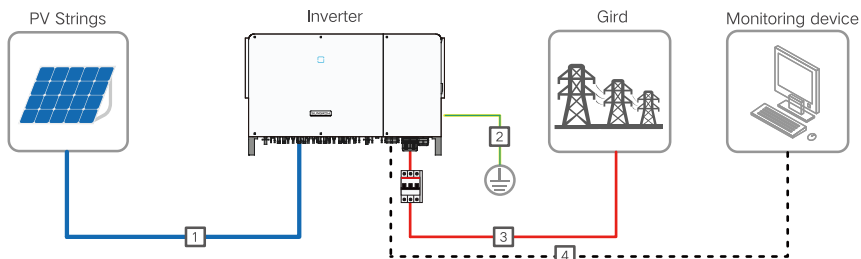 PV Strings
Inverter
Gird
Monitoring device
2
1
3
4